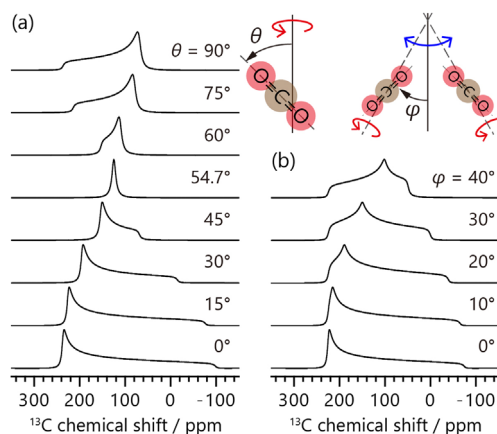 (a)
θ = 90°
75°
60°
54.7°
45°
30°
15°
0°
300 200 100 0 -100
¹³C chemical shift / ppm
θ
O=C=O
φ
O=C=O
O=C=O
(b)
φ = 40°
30°
20°
10°
0°
300 200 100 0 -100
¹³C chemical shift / ppm